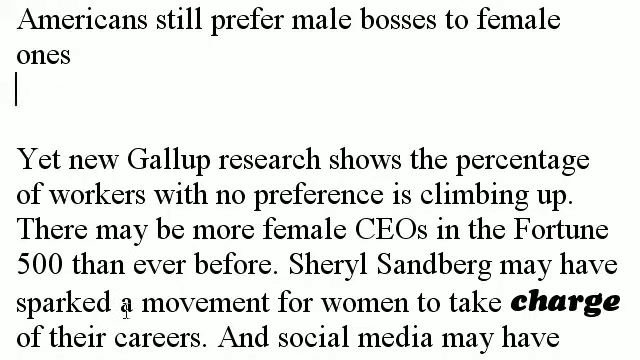 Americans still prefer male bosses to female
ones
Yet new Gallup research shows the percentage
of workers with no preference is climbing up.
There may be more female CEOs in the Fortune
500 than ever before. Sheryl Sandberg may have
sparked a movement for women to take charge
of their careers. And social media may have